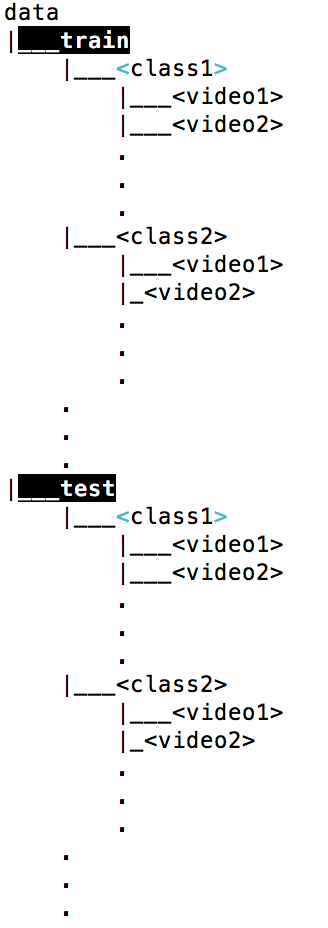 data
|___train
    |___<class1>
        |___<video1>
        |___<video2>
        .
        .
        .
    |___<class2>
        |___<video1>
        |_<video2>
        .
        .
        .
    .
    .
    .
|___test
    |___<class1>
        |___<video1>
        |___<video2>
        .
        .
        .
    |___<class2>
        |___<video1>
        |_<video2>
        .
        .
        .
    .
    .
    .